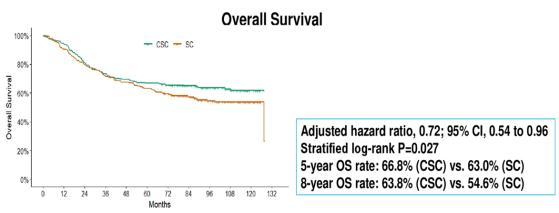 Overall Survival
CSC SC
100%
80%
60%
40%
20%
0%
Overall Survival
0 12 24 36 48 60 72 84 96 108 120 132
Months
Adjusted hazard ratio, 0.72; 95% CI, 0.54 to 0.96
Stratified log-rank P=0.027
5-year OS rate: 66.8% (CSC) vs. 63.0% (SC)
8-year OS rate: 63.8% (CSC) vs. 54.6% (SC)